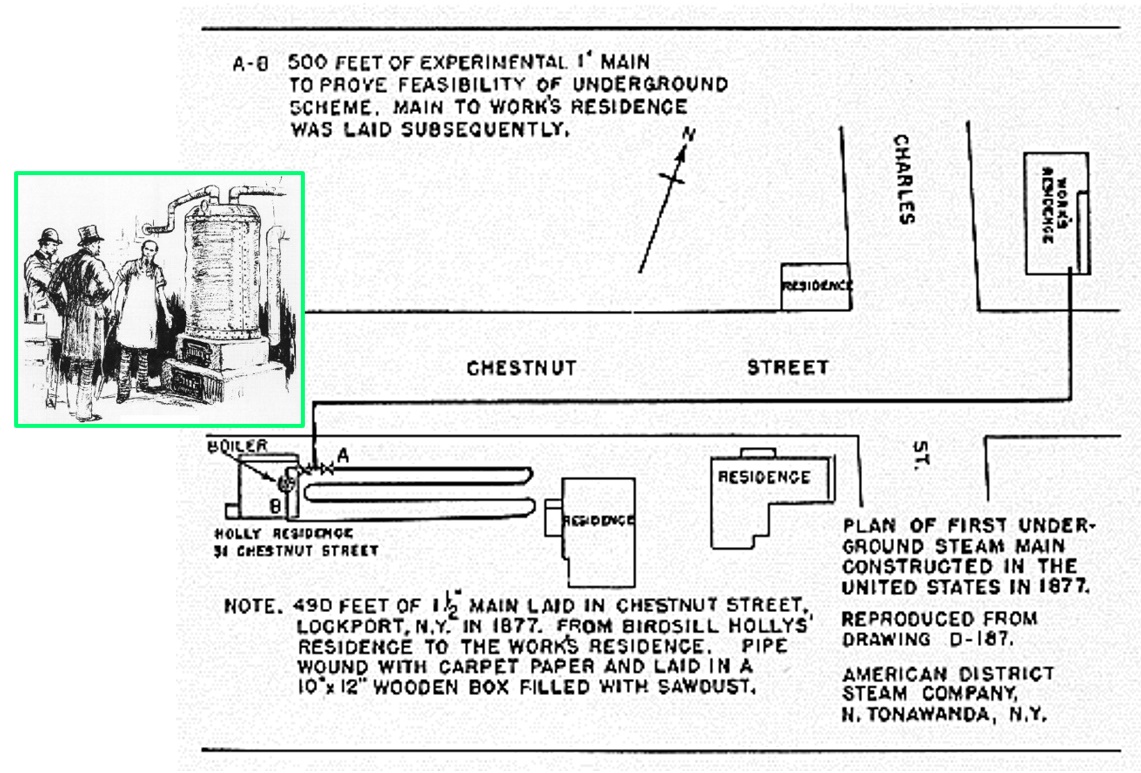 A-B 500 FEET OF EXPERIMENTAL 1" MAIN
TO PROVE FEASIBILITY OF UNDERGROUND
SCHEME. MAIN TO WORK'S RESIDENCE
WAS LAID SUBSEQUENTLY.
N
CHARLES
WORK'S
RESIDENCE
RESIDENCE
CHESTNUT STREET
BOILER
A
B
HOLLY RESIDENCE
31 CHESTNUT STREET
RESIDENCE
RESIDENCE
ST.
PLAN OF FIRST UNDER-
GROUND STEAM MAIN
CONSTRUCTED IN THE
UNITED STATES IN 1877.
REPRODUCED FROM
DRAWING D-187.
AMERICAN DISTRICT
STEAM COMPANY,
N. TONAWANDA, N.Y.
NOTE. 490 FEET OF 1½" MAIN LAID IN CHESTNUT STREET,
LOCKPORT, N.Y. IN 1877. FROM BIRDSILL HOLLYS'
RESIDENCE TO THE WORK'S RESIDENCE. PIPE
WOUND WITH CARPET PAPER AND LAID IN A
10"x 12" WOODEN BOX FILLED WITH SAWDUST.